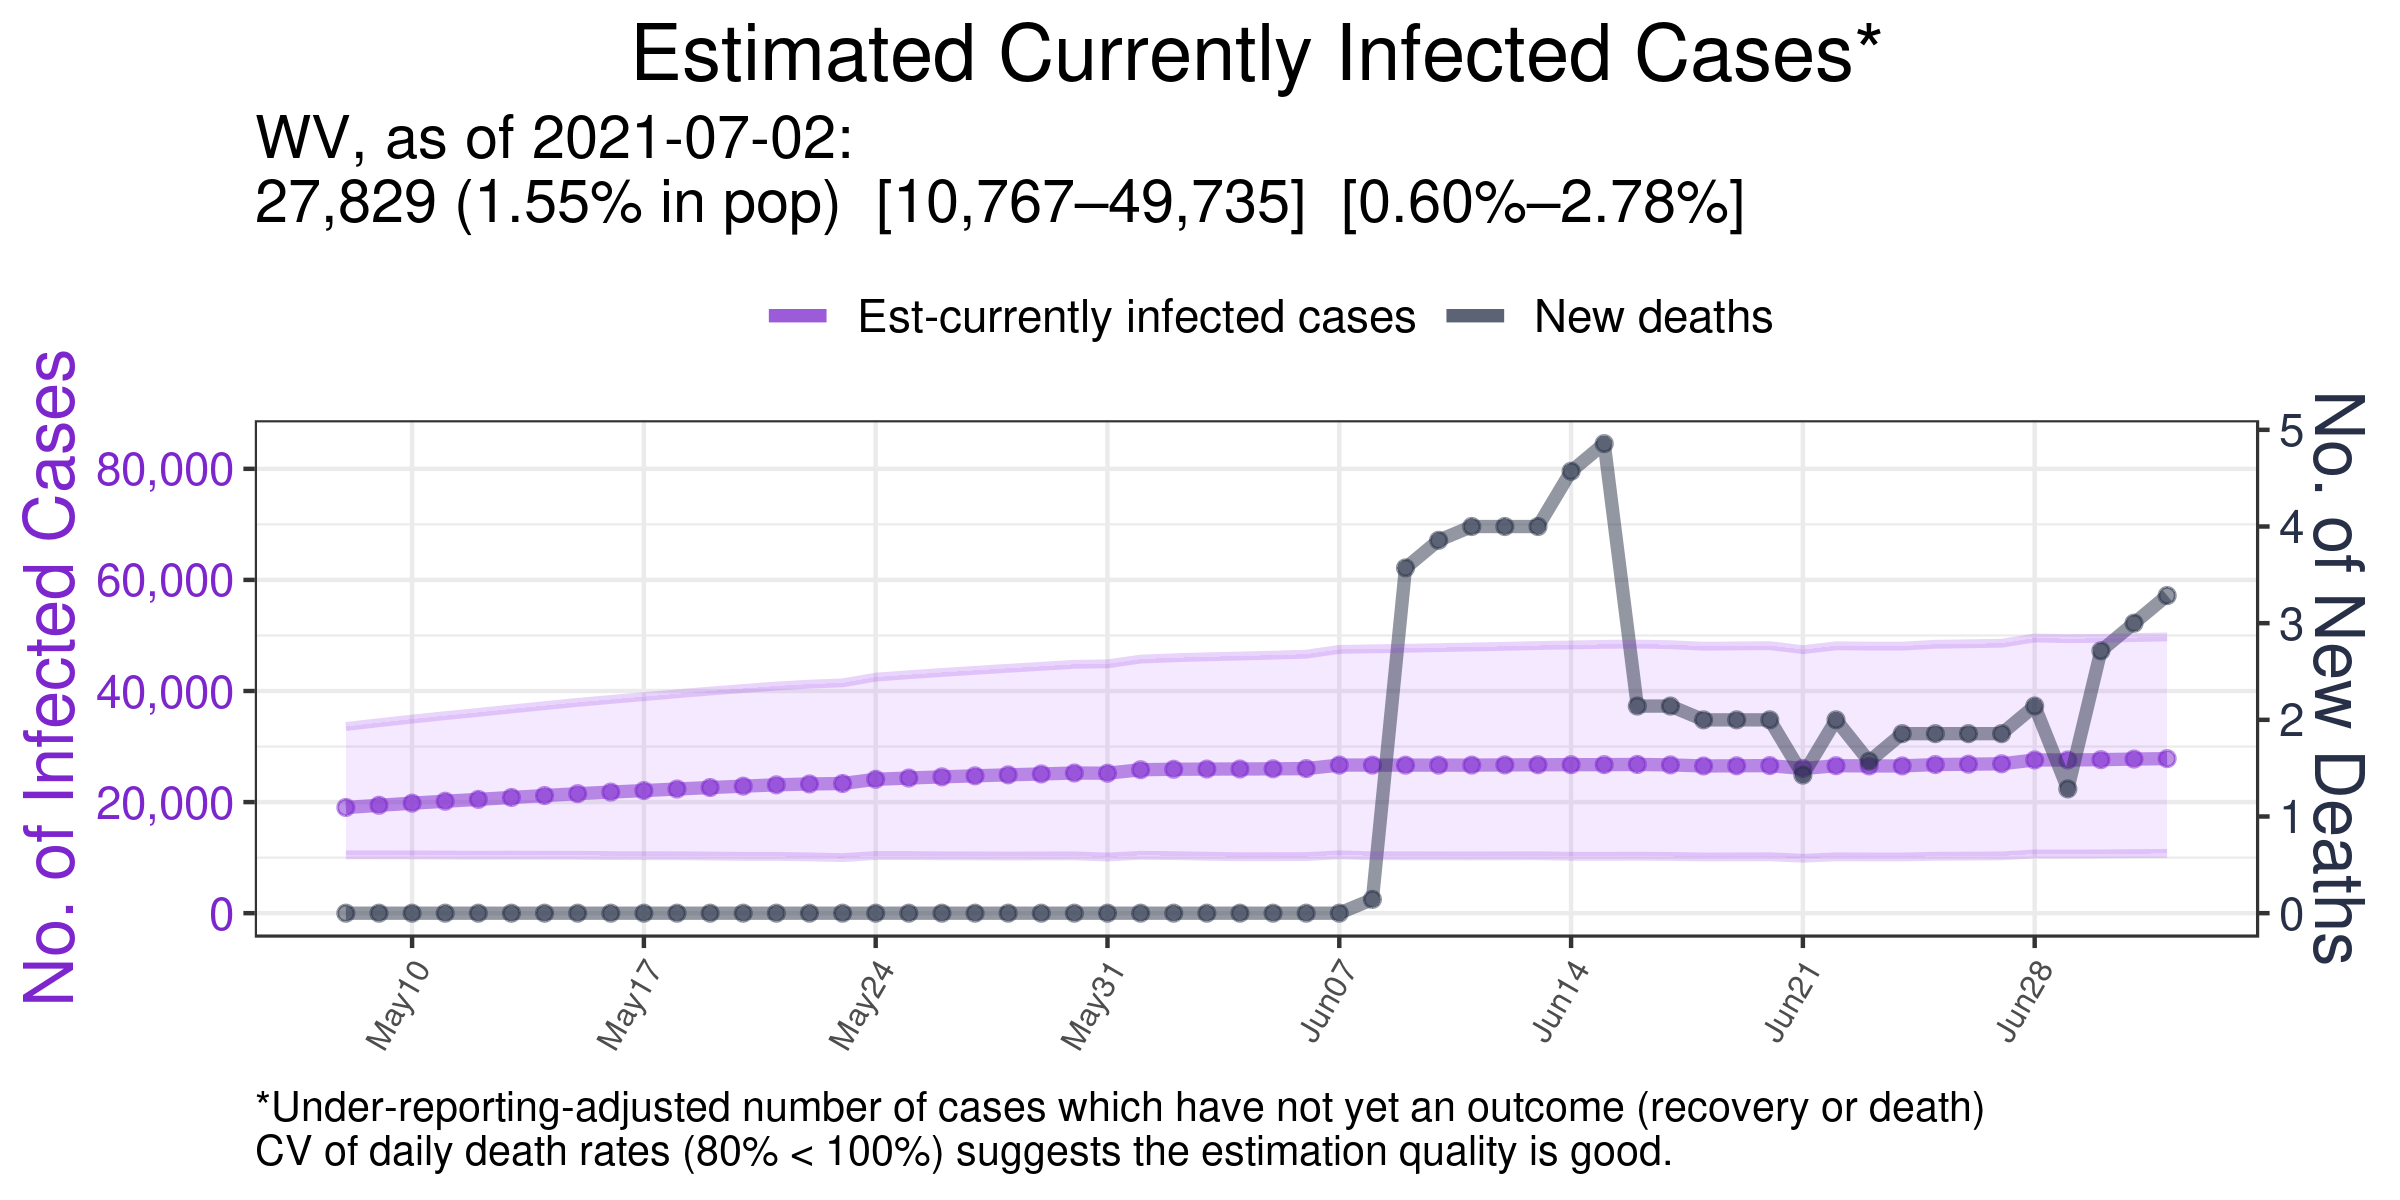 Estimated Currently Infected Cases*
WV, as of 2021-07-02:
27,829 (1.55% in pop)  [10,767–49,735]  [0.60%–2.78%]
Est-currently infected cases
New deaths
No. of Infected Cases
80,000
60,000
40,000
20,000
0
5
4
3
2
1
0
No. of New Deaths
May10
May17
May24
May31
Jun07
Jun14
Jun21
Jun28
*Under-reporting-adjusted number of cases which have not yet an outcome (recovery or death)
CV of daily death rates (80% < 100%) suggests the estimation quality is good.